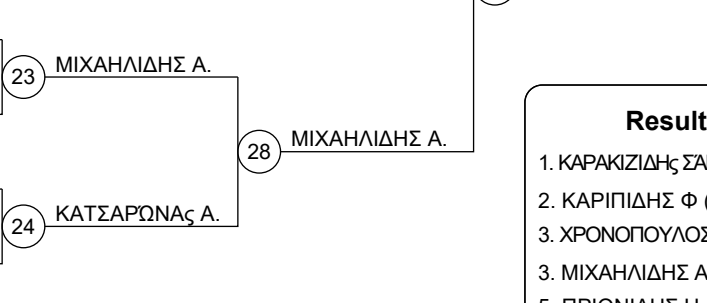 23 ΜΙΧΑΗΛΙΔΗΣ Α.
28 ΜΙΧΑΗΛΙΔΗΣ Α.
24 ΚΑΤΣΑΡΏΝΑς Α.
Result
1. ΚΑΡΑΚΙΖΙΔΗς
2. ΚΑΡΙΠΙΔΗΣ Φ (
3. ΧΡΟΝΟΠΟΥΛΟΣ
3. ΜΙΧΑΗΛΙΔΗΣ Α